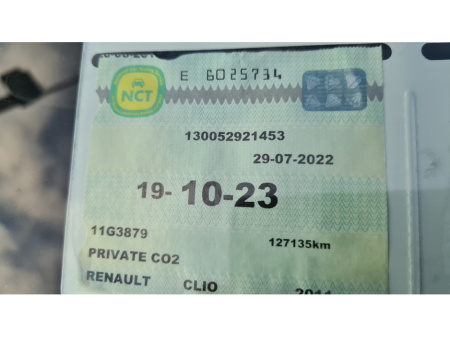 E 6025734
NCT
130052921453
29-07-2022
19- 10-23
11G3879 127135km
PRIVATE CO2
RENAULT CLIO 2011